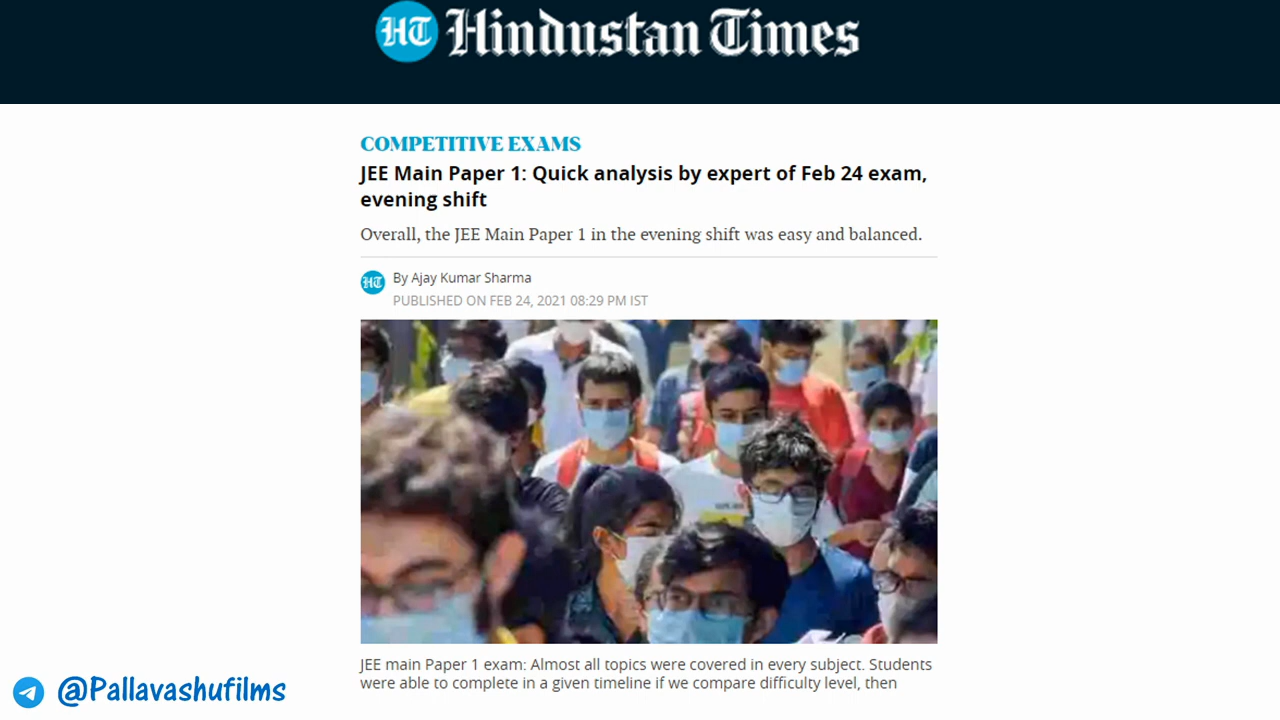 HT Hindustan Times
COMPETITIVE EXAMS
JEE Main Paper 1: Quick analysis by expert of Feb 24 exam,
evening shift
Overall, the JEE Main Paper 1 in the evening shift was easy and balanced.
HT
By Ajay Kumar Sharma
PUBLISHED ON FEB 24, 2021 08:29 PM IST
JEE main Paper 1 exam: Almost all topics were covered in every subject. Students
were able to complete in a given timeline if we compare difficulty level, then
@Pallavashufilms